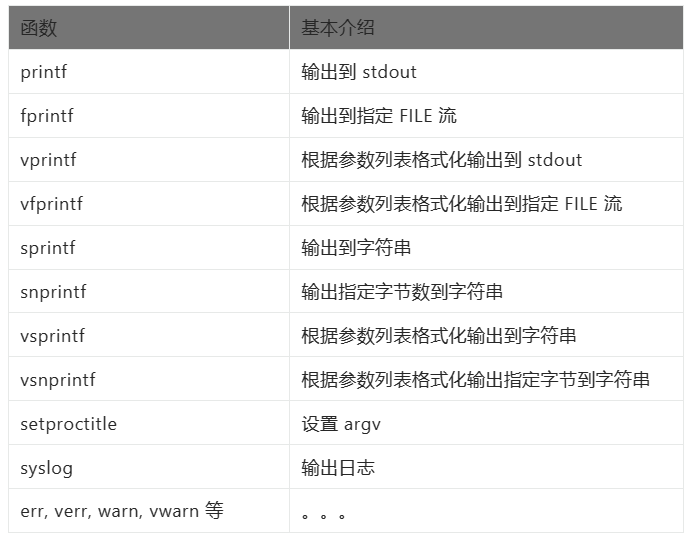 函数 基本介绍
printf 输出到 stdout
fprintf 输出到指定 FILE 流
vprintf 根据参数列表格式化输出到 stdout
vfprintf 根据参数列表格式化输出到指定 FILE 流
sprintf 输出到字符串
snprintf 输出指定字节数到字符串
vsprintf 根据参数列表格式化输出到字符串
vsnprintf 根据参数列表格式化输出指定字节到字符串
setproctitle 设置 argv
syslog 输出日志
err, verr, warn, vwarn 等 。。。